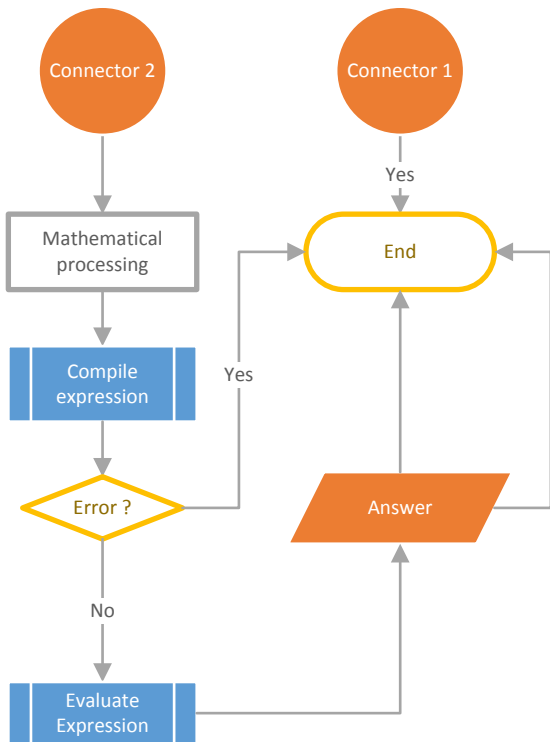 Connector 2
Connector 1
Yes
Mathematical
processing
End
Compile
expression
Yes
Error ?
Answer
No
Evaluate
Expression